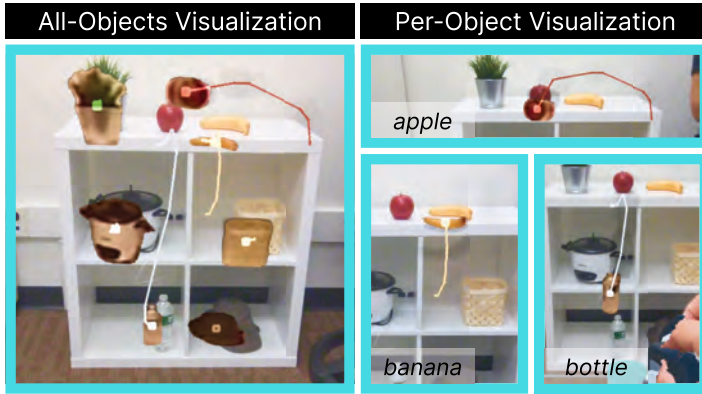 All-Objects Visualization
Per-Object Visualization
apple
banana
bottle